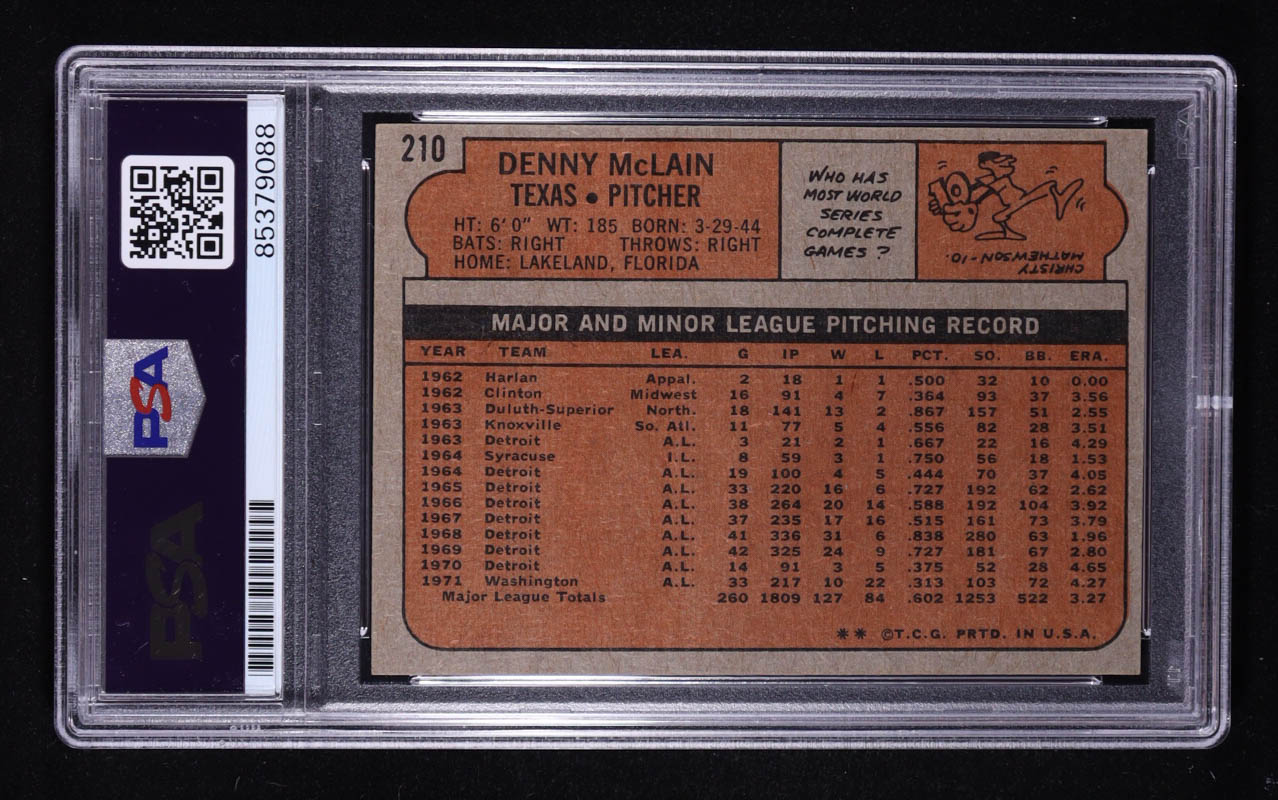 85379088
PSA
PSA
210
DENNY McLAIN
TEXAS • PITCHER
HT: 6'0" WT: 185 BORN: 3-29-44
BATS: RIGHT THROWS: RIGHT
HOME: LAKELAND, FLORIDA
WHO HAS
MOST WORLD
SERIES
COMPLETE
GAMES ?
10
CHRISTY
MATHEWSON-10.
MAJOR AND MINOR LEAGUE PITCHING RECORD
YEAR TEAM LEA. G IP W L PCT. SO. BB. ERA.
1962 Harlan Appal. 2 18 1 1 .500 32 10 0.00
1962 Clinton Midwest 16 91 4 7 .364 93 37 3.56
1963 Duluth-Superior North. 18 141 13 2 .867 157 51 2.55
1963 Knoxville So. Atl. 11 77 5 4 .556 82 28 3.51
1963 Detroit A.L. 3 21 2 1 .667 22 16 4.29
1964 Syracuse I.L. 8 59 3 1 .750 56 18 1.53
1964 Detroit A.L. 19 100 4 5 .444 70 37 4.05
1965 Detroit A.L. 33 220 16 6 .727 192 62 2.62
1966 Detroit A.L. 38 264 20 14 .588 192 104 3.92
1967 Detroit A.L. 37 235 17 16 .515 161 73 3.79
1968 Detroit A.L. 41 336 31 6 .838 280 63 1.96
1969 Detroit A.L. 42 325 24 9 .727 181 67 2.80
1970 Detroit A.L. 14 91 3 5 .375 52 28 4.65
1971 Washington A.L. 33 217 10 22 .313 103 72 4.27
Major League Totals 260 1809 127 84 .602 1253 522 3.27
** ©T.C.G. PRTD. IN U.S.A.